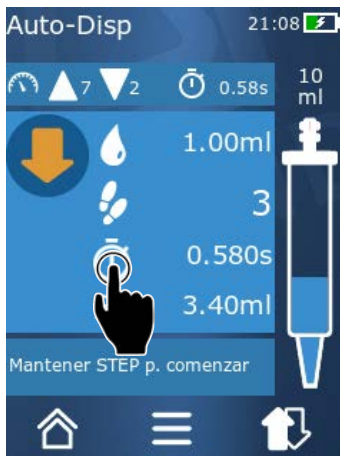 Auto-Disp 21:08
7 2 0.58s
10
ml
1.00ml
3
0.580s
3.40ml
Mantener STEP p. comenzar